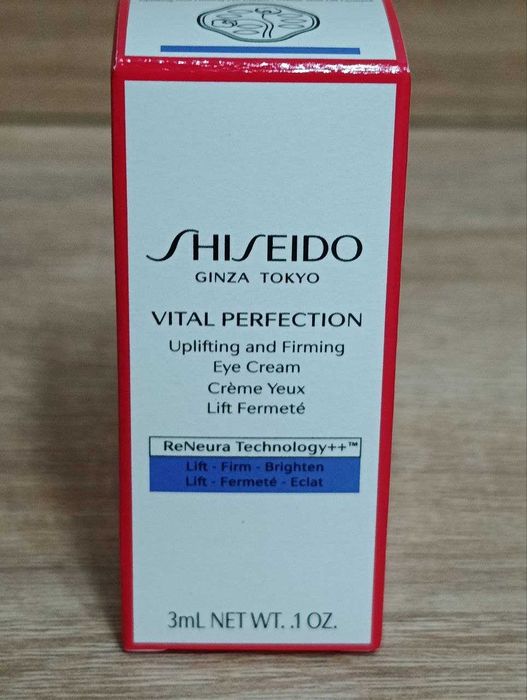 SHISEIDO
GINZA TOKYO
VITAL PERFECTION
Uplifting and Firming
Eye Cream
Crème Yeux
Lift Fermeté
ReNeura Technology++™
Lift - Firm - Brighten
Lift - Fermeté - Eclat
3mL NET WT. .1 OZ.